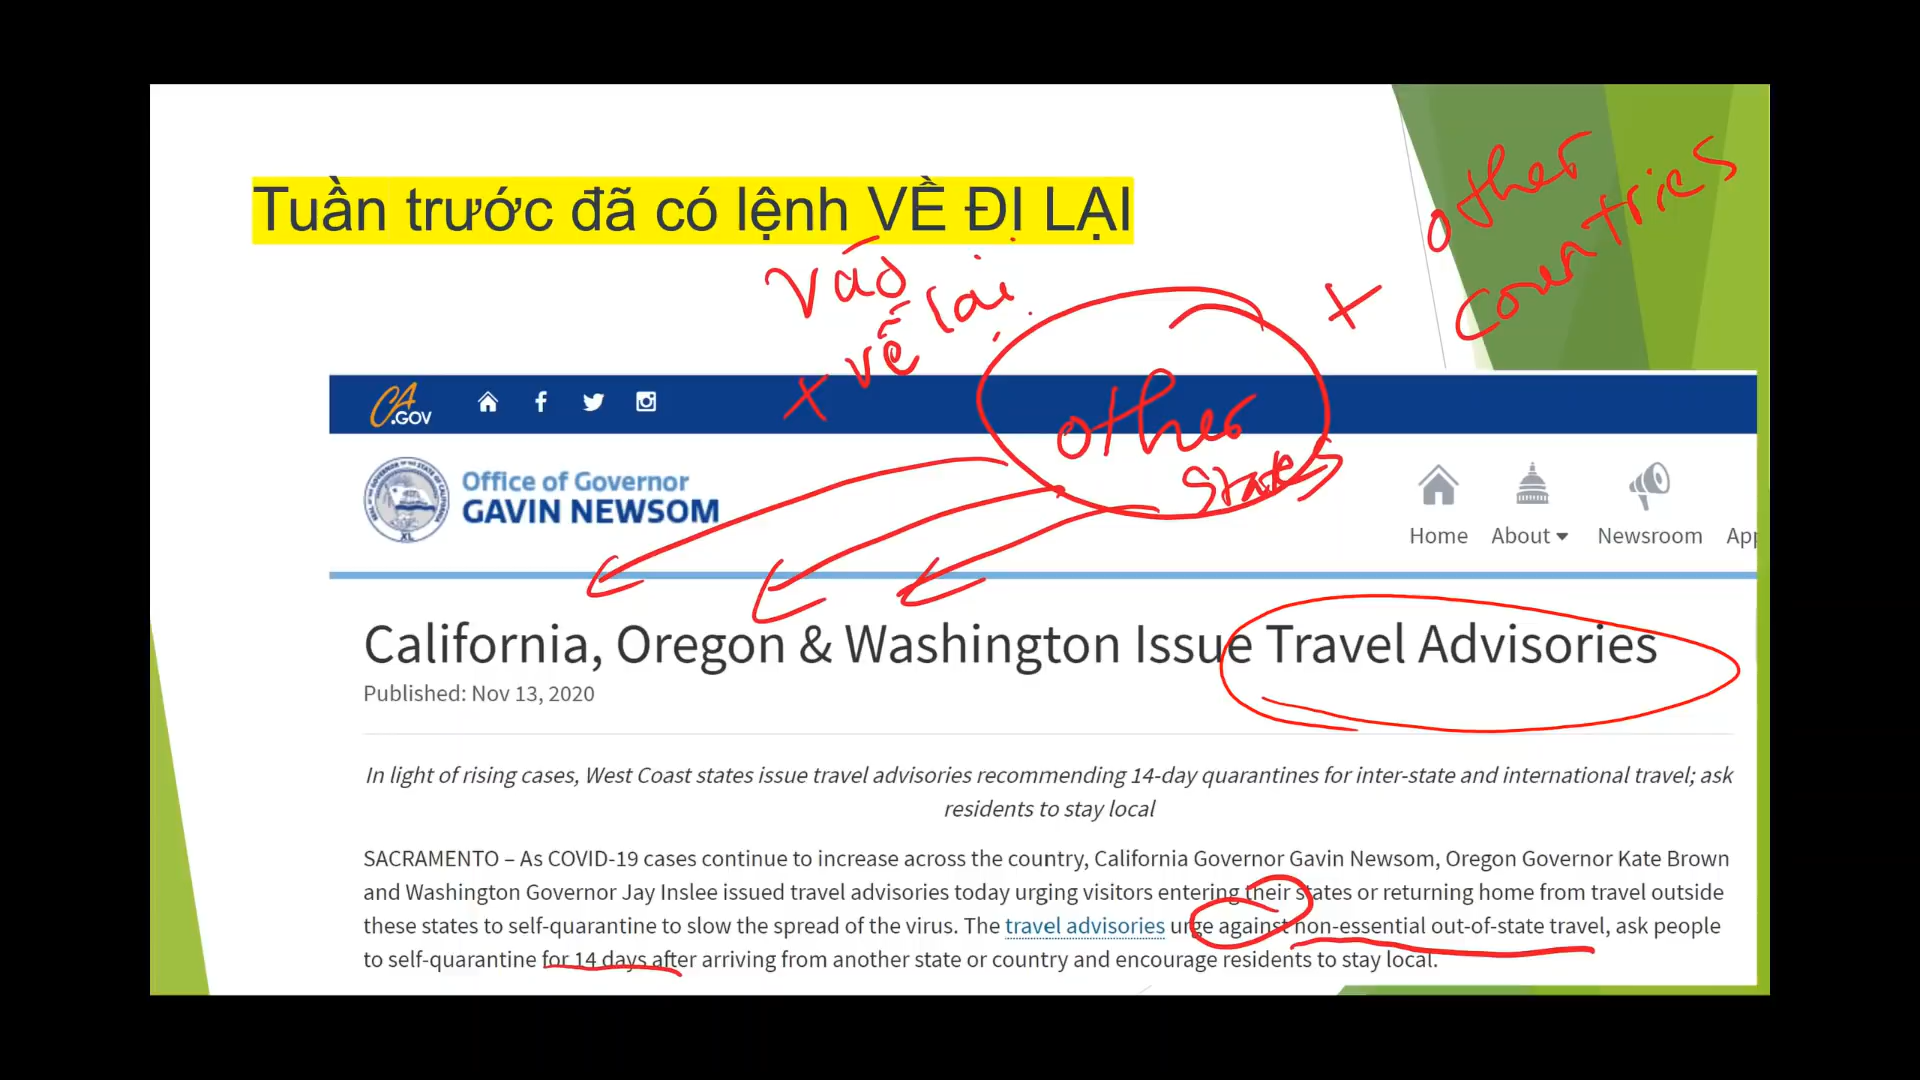 Tuần trước đã có lệnh VỀ ĐI LẠI
other
countries
+
vào
+ về lại
other
states
CA.GOV
Office of Governor
GAVIN NEWSOM
Home About Newsroom App
California, Oregon & Washington Issue Travel Advisories
Published: Nov 13, 2020
In light of rising cases, West Coast states issue travel advisories recommending 14-day quarantines for inter-state and international travel; ask
residents to stay local
SACRAMENTO – As COVID-19 cases continue to increase across the country, California Governor Gavin Newsom, Oregon Governor Kate Brown
and Washington Governor Jay Inslee issued travel advisories today urging visitors entering their states or returning home from travel outside
these states to self-quarantine to slow the spread of the virus. The travel advisories urge against non-essential out-of-state travel, ask people
to self-quarantine for 14 days after arriving from another state or country and encourage residents to stay local.